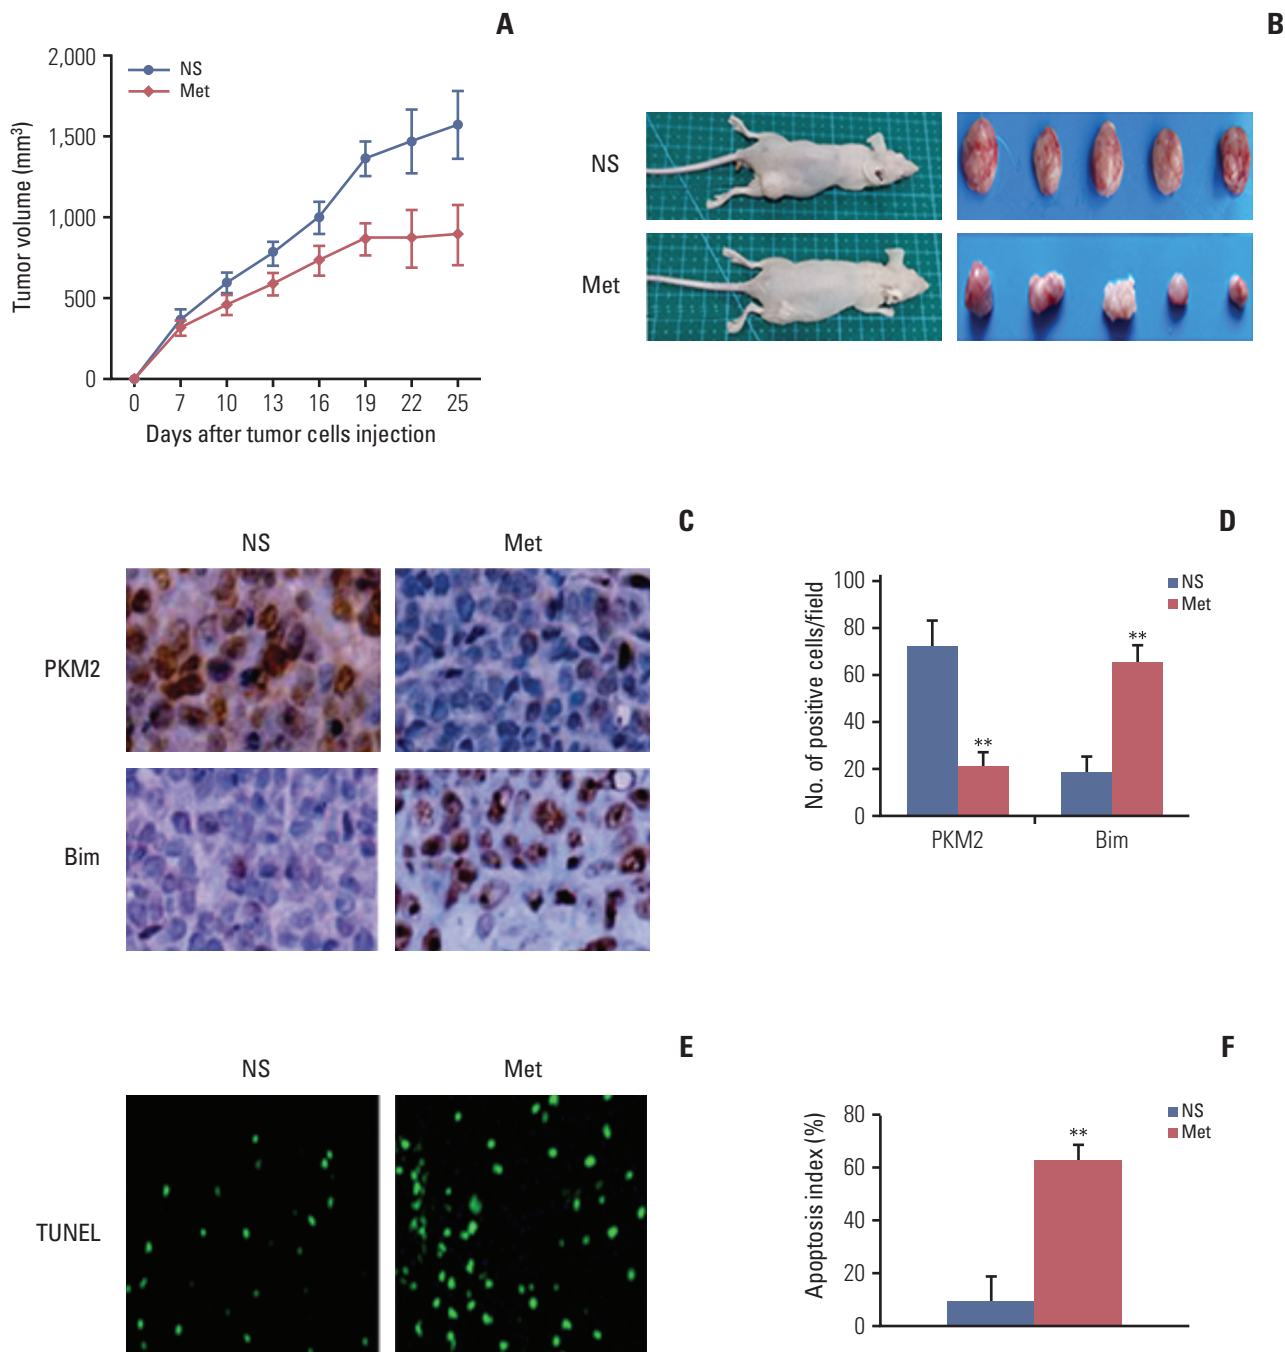 A
Tumor volume (mm³)
2,000
1,500
1,000
500
0
NS
Met
0 7 10 13 16 19 22 25
Days after tumor cells injection
B
NS
Met
C
NS Met
PKM2
Bim
D
No. of positive cells/field
100
80
60
40
20
0
NS
Met
**
**
PKM2 Bim
E
NS Met
TUNEL
F
Apoptosis index (%)
80
60
40
20
0
NS
Met
**